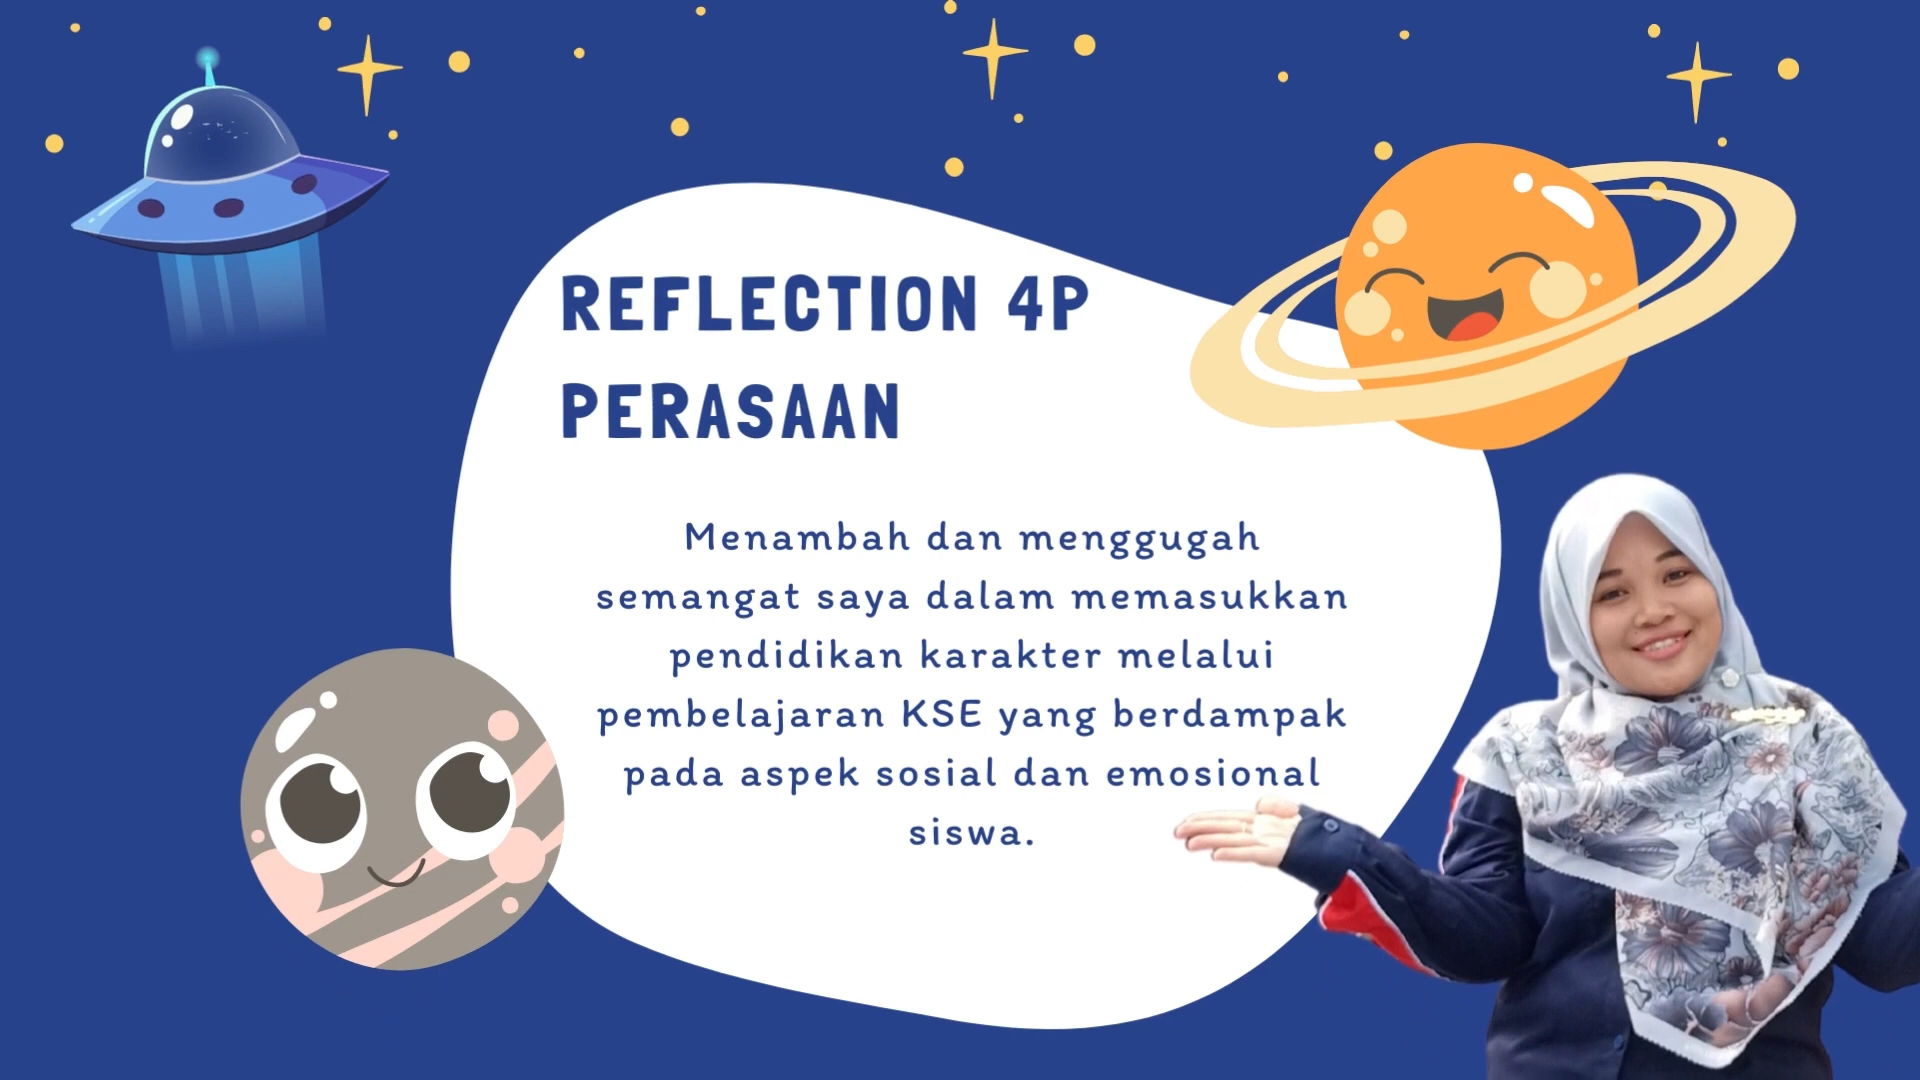 REFLECTION 4P
PERASAAN
Menambah dan menggugah
semangat saya dalam memasukkan
pendidikan karakter melalui
pembelajaran KSE yang berdampak
pada aspek sosial dan emosional
siswa.